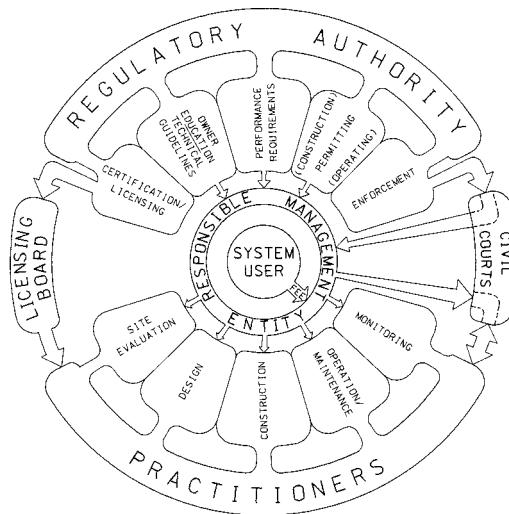 REGULATORY AUTHORITY
CERTIFICATION/
LICENSING
OWNER
EDUCATION
TECHNICAL
GUIDELINES
PERFORMANCE
REQUIREMENTS
(CONSTRUCTION)
PERMITTING
(OPERATING)
ENFORCEMENT
LICENSING
BOARD
CIVIL
COURTS
RESPONSIBLE MANAGEMENT
ENTITY
SYSTEM
USER
SITE
EVALUATION
DESIGN
CONSTRUCTION
OPERATION/
MAINTENANCE
MONITORING
PRACTITIONERS